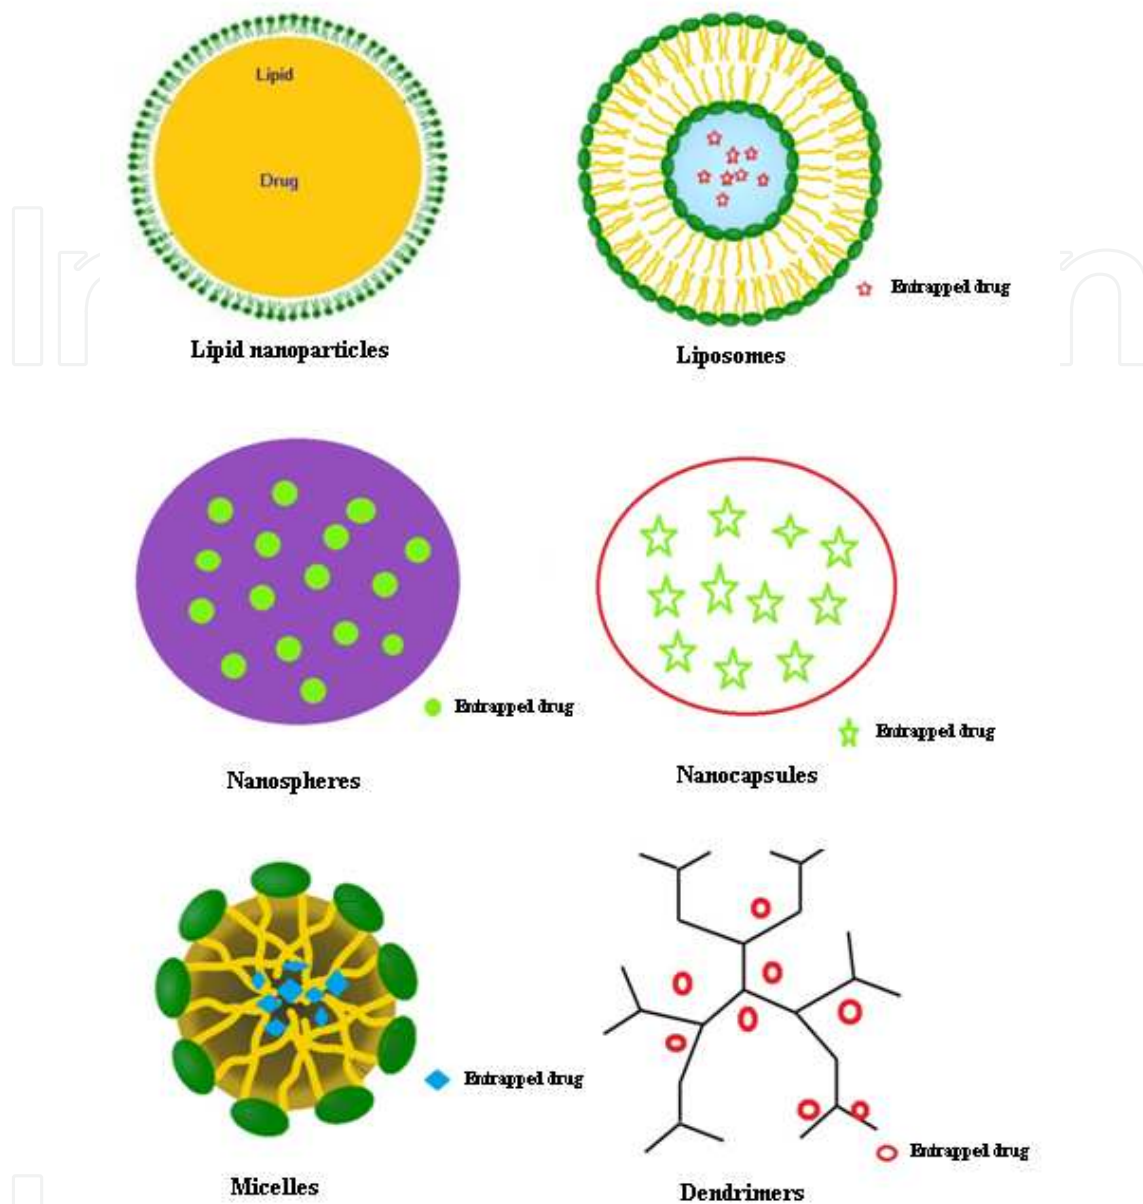 Lipid
Drug
Lipid nanoparticles
Entrapped drug
Liposomes
Entrapped drug
Nanospheres
Entrapped drug
Nanocapsules
Entrapped drug
Micelles
Entrapped drug
Dendrimers